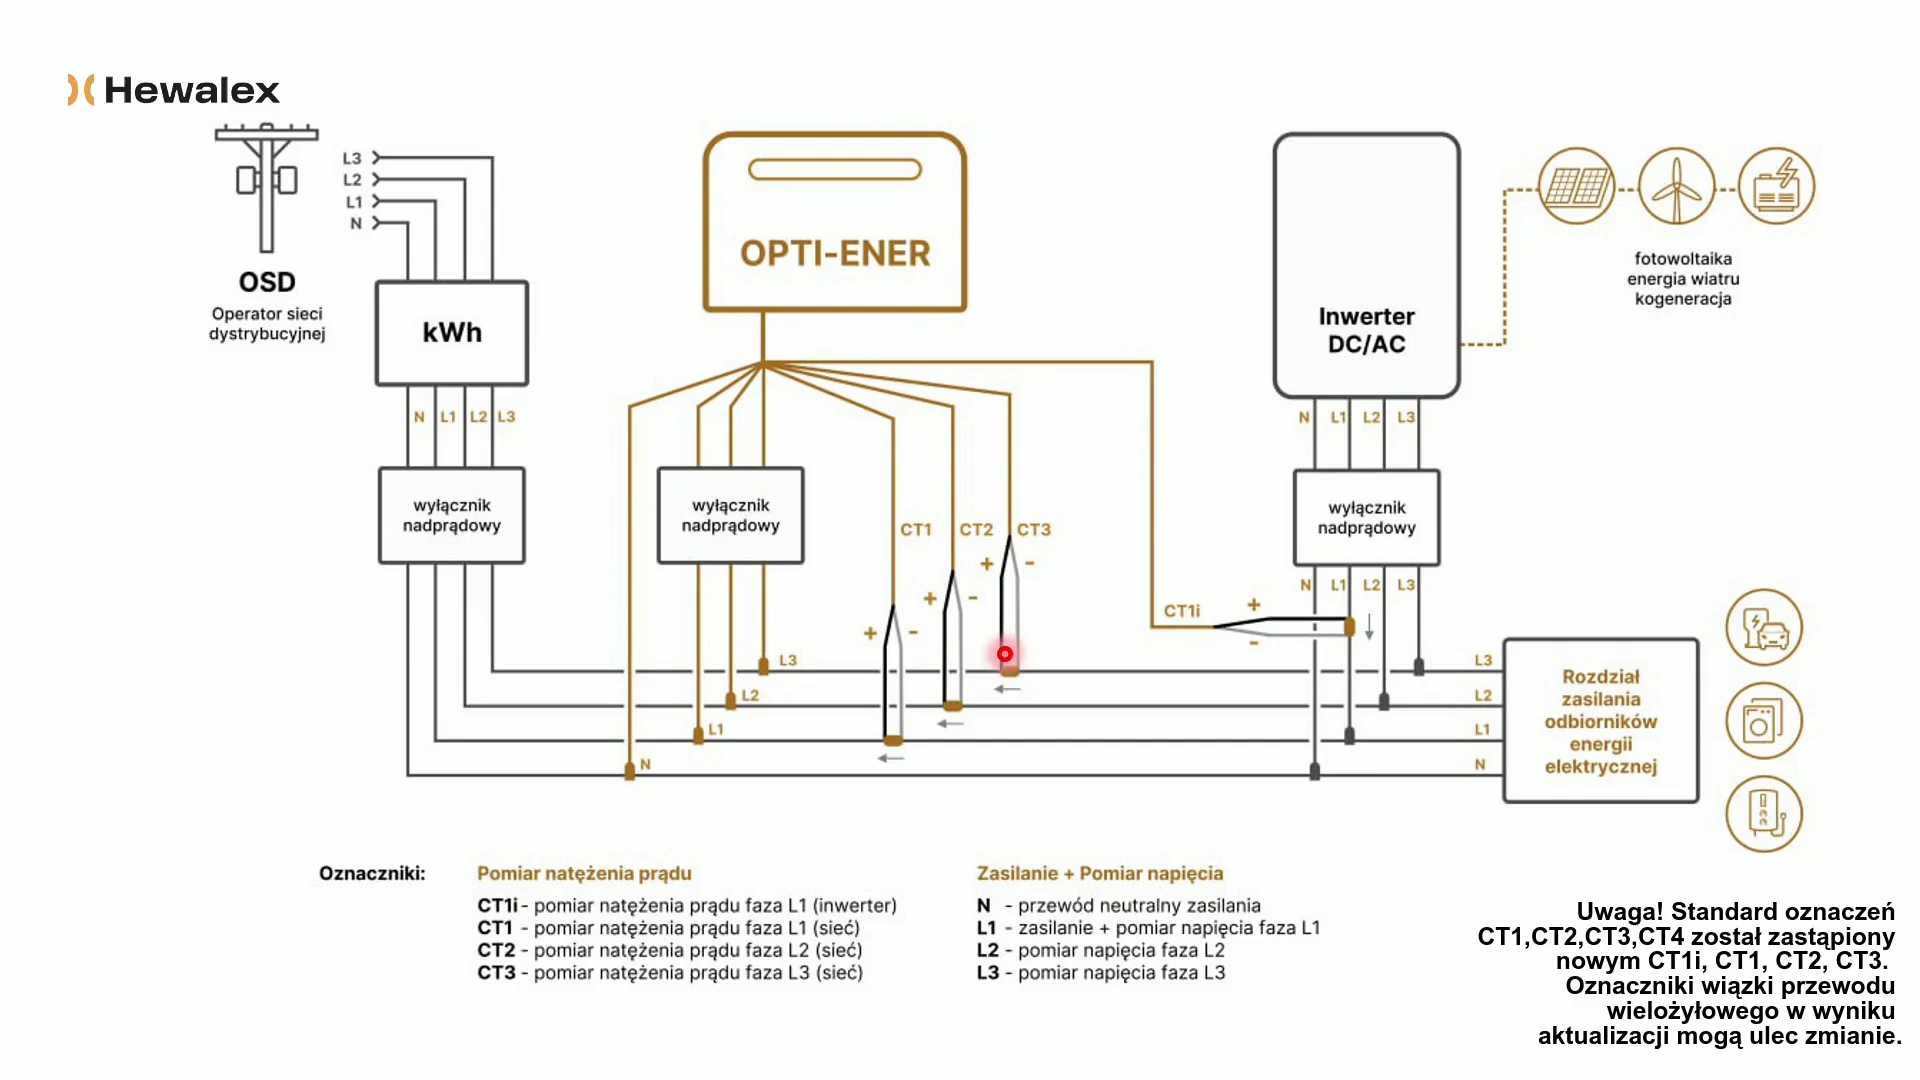 Hewalex
L3
L2
L1
N
OSD
Operator sieci
dystrybucyjnej
kWh
N L1 L2 L3
wyłącznik
nadprądowy
OPTI-ENER
wyłącznik
nadprądowy
CT1 CT2 CT3
+ -
+ -
+ -
L3
L2
L1
N
CT1i
+
-
Inwerter
DC/AC
N L1 L2 L3
wyłącznik
nadprądowy
N L1 L2 L3
fotowoltaika
energia wiatru
kogeneracja
L3
L2
L1
N
Rozdział
zasilania
odbiorników
energii
elektrycznej
Oznaczniki:
Pomiar natężenia prądu
CT1i - pomiar natężenia prądu faza L1 (inwerter)
CT1 - pomiar natężenia prądu faza L1 (sieć)
CT2 - pomiar natężenia prądu faza L2 (sieć)
CT3 - pomiar natężenia prądu faza L3 (sieć)
Zasilanie + Pomiar napięcia
N - przewód neutralny zasilania
L1 - zasilanie + pomiar napięcia faza L1
L2 - pomiar napięcia faza L2
L3 - pomiar napięcia faza L3
Uwaga! Standard oznaczeń
CT1,CT2,CT3,CT4 został zastąpiony
nowym CT1i, CT1, CT2, CT3.
Oznaczniki wiązki przewodu
wielożyłowego w wyniku
aktualizacji mogą ulec zmianie.